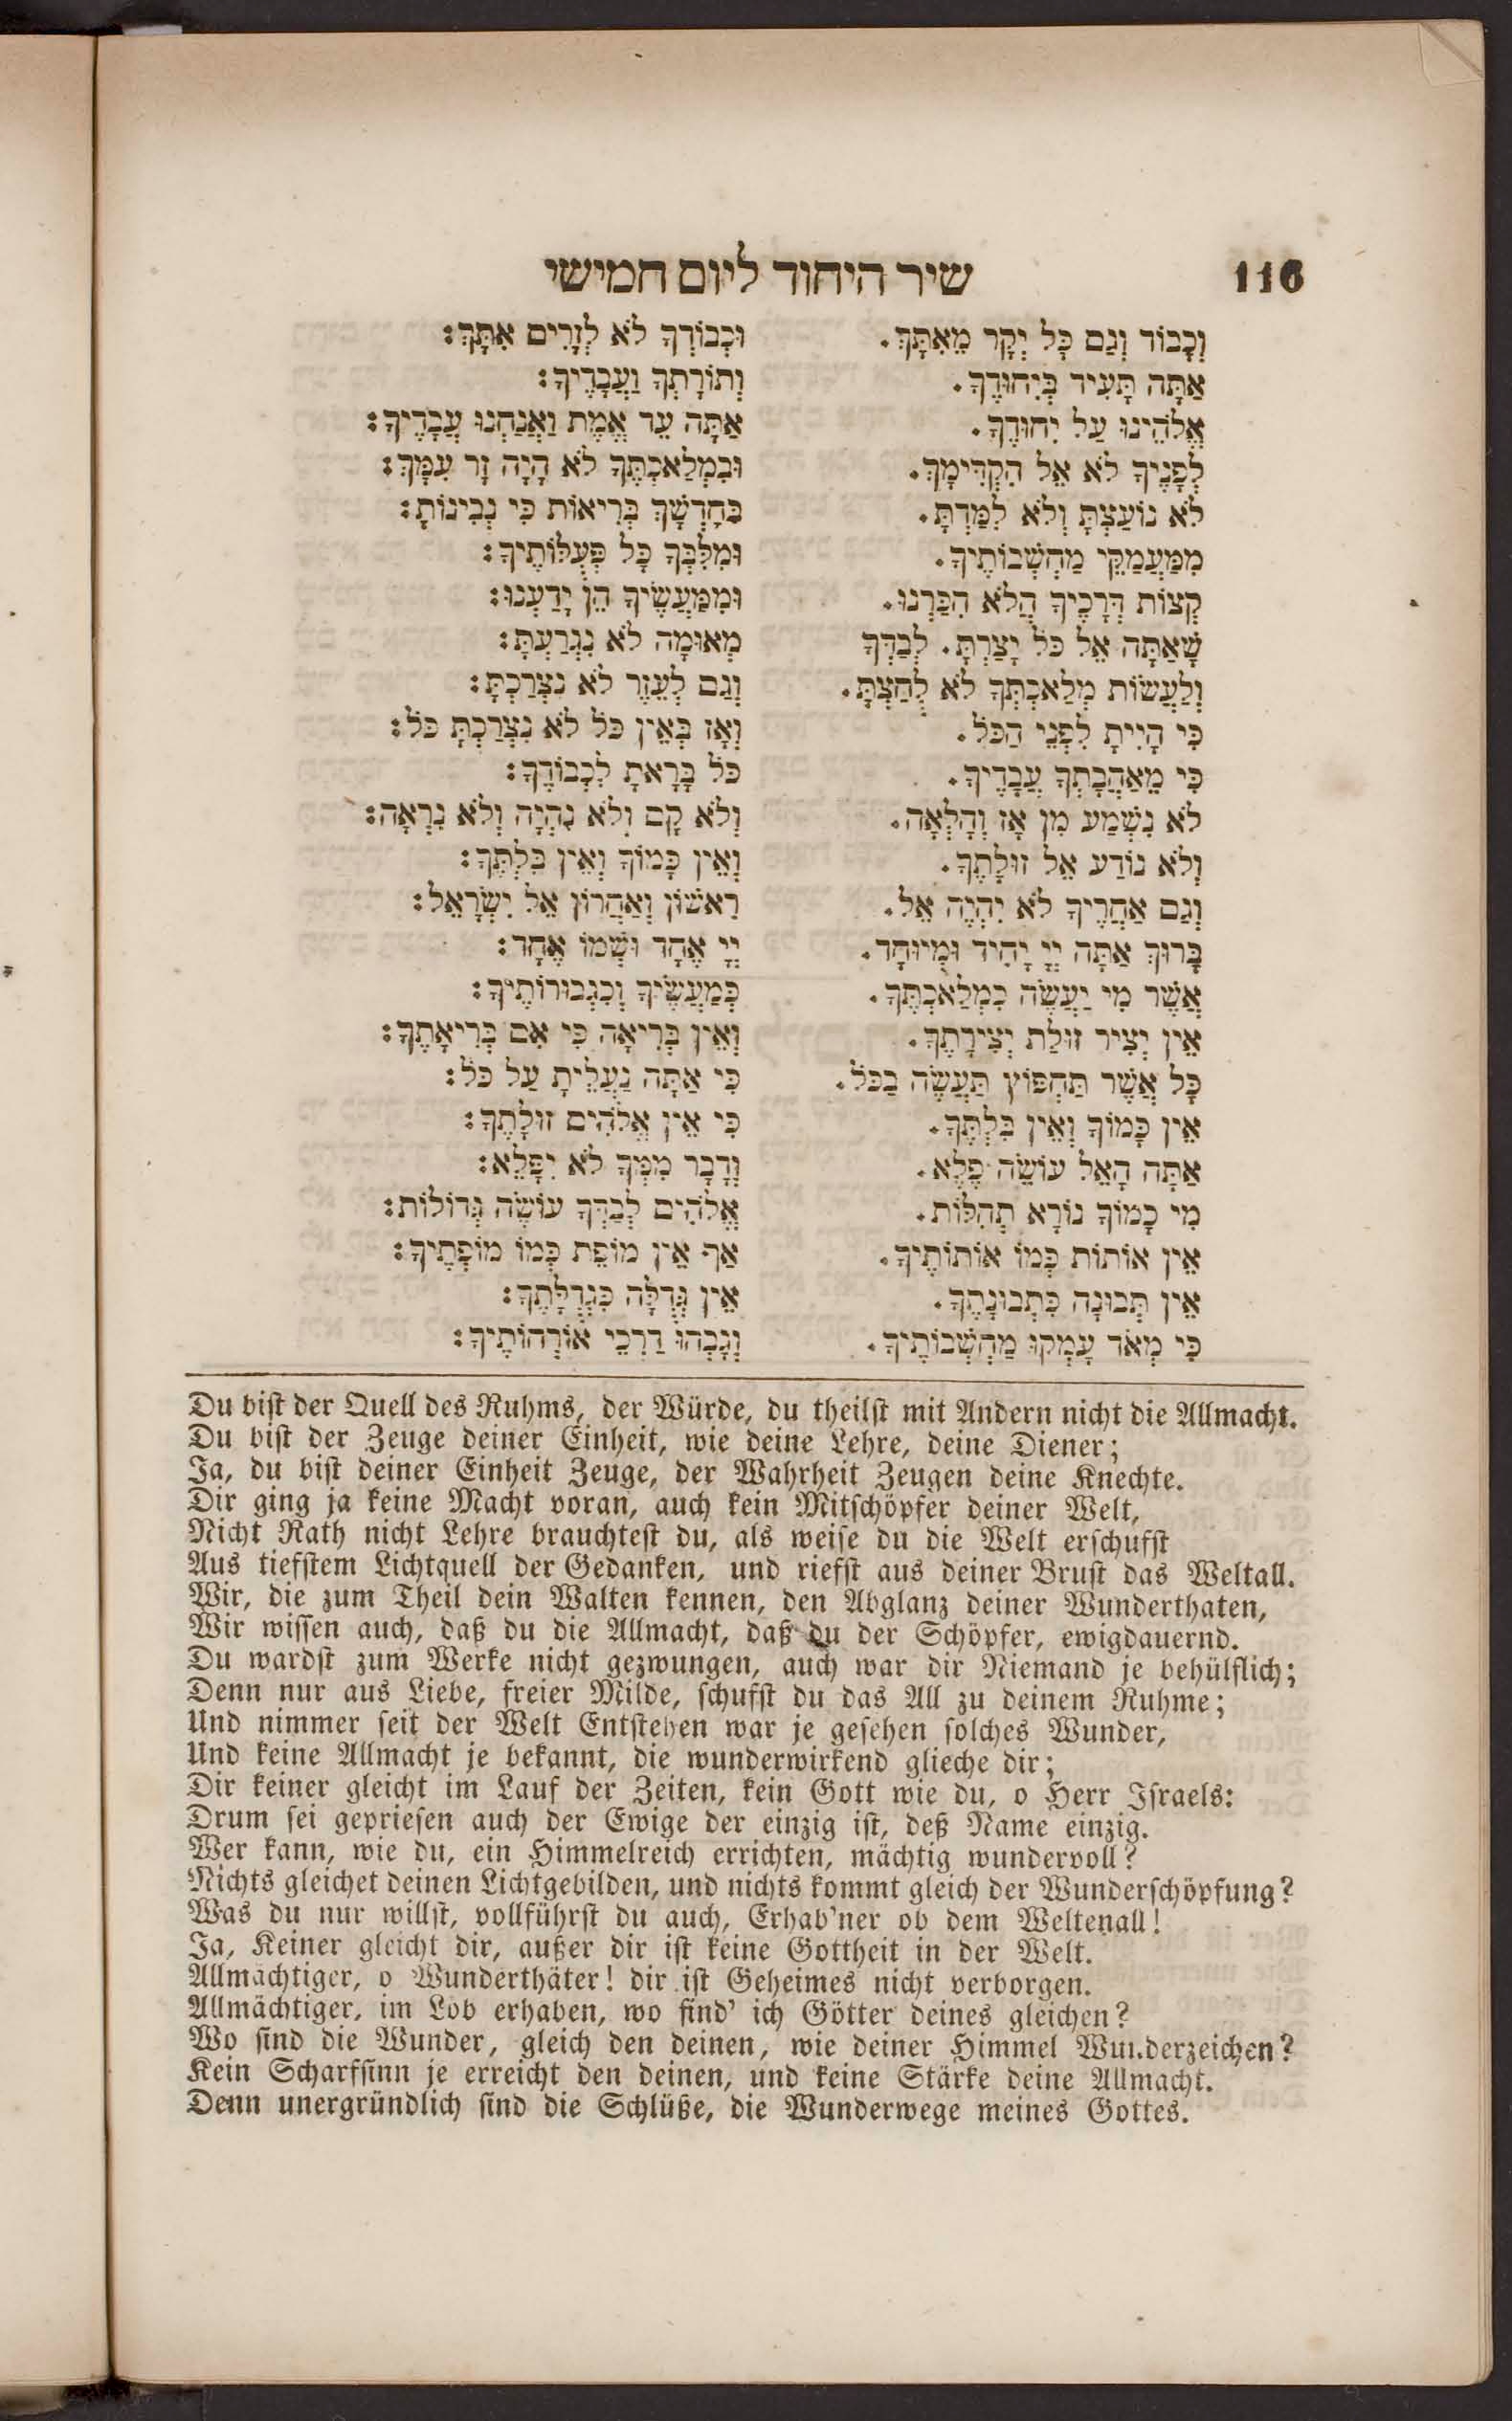 116 שיר היחוד ליום חמישי
וְכָבוֹד וְגַם כָּל יְקָר מֵאִתָּךְ. וּכְבוֹדְךָ לֹא לְזָרִים אִתָּךְ:
אַתָּה תָּעִיד בְּיִחוּדֶךָ. וְתוֹרָתְךָ וַעֲבָדֶיךָ:
אֱלֹהֵינוּ עַל יִחוּדֶךָ. אַתָּה עֵד אֱמֶת וַאֲנַחְנוּ עֲבָדֶיךָ:
לְפָנֶיךָ לֹא אֵל הִקְדִּימָךְ. וּבִמְלַאכְתְּךָ לֹא הָיָה זָר עִמָּךְ:
לֹא נוֹעַצְתָּ וְלֹא לֻמַּדְתָּ. בְּחָדְשָׁךְ בְּרִיאוֹת כִּי נְבִינוֹתָ:
מִמַּעֲמַקֵּי מַחְשְׁבוֹתֶיךָ. וּמִלִּבְּךָ כָּל פְּעֻלּוֹתֶיךָ:
קְצוֹת דְּרָכֶיךָ הֲלֹא הִכַּרְנוּ. וּמִמַּעֲשֶׂיךָ הֵן יָדַעְנוּ:
שָׁאַתָּה אֵל כֹּל יָצַרְתָּ. לְבַדְּךָ מְאוּמָה לֹא נִגְרַעְתָּ:
וְלַעֲשׂוֹת מְלַאכְתְּךָ לֹא לֻחַצְתָּ. וְגַם לְעֵזֶר לֹא נִצְרַכְתָּ:
כִּי הָיִיתָ לִפְנֵי הַכֹּל. וְאָז בְּאֵין כֹּל לֹא נִצְרַכְתָּ כֹּל:
כִּי מֵאַהֲבָתְךָ עֲבָדֶיךָ. כֹּל בָּרָאתָ לִכְבוֹדֶךָ:
לֹא נִשְׁמַע מִן אָז וָהָלְאָה. וְלֹא קָם וְלֹא נִהְיָה וְלֹא נִרְאָה:
וְלֹא נוֹדַע אֵל זוּלָתֶךָ. וְאֵין כָּמוֹךָ וְאֵין בִּלְתֶּךָ:
וְגַם אַחֲרֶיךָ לֹא יִהְיֶה אֵל. רִאשׁוֹן וְאַחֲרוֹן אֵל יִשְׂרָאֵל:
בָּרוּךְ אַתָּה יְיָ יָחִיד וּמְיוּחָד. יְיָ אֶחָד וּשְׁמוֹ אֶחָד:
אֲשֶׁר מִי יַעֲשֶׂה כִמְלַאכְתֶּךָ. כְּמַעֲשֶׂיךָ וְכִגְבוּרוֹתֶיךָ:
אֵין יְצִיר זוּלַת יְצִירָתֶךָ. וְאֵין בְּרִיאָה כִּי אִם בְּרִיאָתֶךָ:
כָּל אֲשֶׁר תַּחְפּוֹץ תַּעֲשֶׂה בַכֹּל. כִּי אַתָּה נַעֲלֵיתָ עַל כֹּל:
אֵין כָּמוֹךָ וְאֵין בִּלְתֶּךָ. כִּי אֵין אֱלֹהִים זוּלָתֶךָ:
אַתָּה הָאֵל עוֹשֵׂה פֶלֶא. וְדָבָר מִמְּךָ לֹא יִפָּלֵא:
מִי כָמוֹךָ נוֹרָא תְהִלּוֹת. אֱלֹהִים לְבַדְּךָ עוֹשֶׂה גְּדוֹלוֹת:
אֵין אוֹתוֹת כְּמוֹ אוֹתוֹתֶיךָ. אַף אֵין מוֹפֵת כְּמוֹ מוֹפְתֶיךָ:
אֵין תְּבוּנָה כִּתְבוּנָתֶךָ. אֵין גְּדֻלָּה כִּגְדֻלָּתֶךָ:
כִּי מְאֹד עָמְקוּ מַחְשְׁבוֹתֶיךָ. וְגָבְהוּ דַרְכֵי אוֹרְחוֹתֶיךָ:
Du bist der Quell des Ruhms, der Würde, du theilst mit Andern nicht die Allmacht.
Du bist der Zeuge deiner Einheit, wie deine Lehre, deine Diener;
Ja, du bist deiner Einheit Zeuge, der Wahrheit Zeugen deine Knechte.
Dir ging ja keine Macht voran, auch kein Mitschöpfer deiner Welt,
Nicht Rath nicht Lehre brauchtest du, als weise du die Welt erschufst
Aus tiefstem Lichtquell der Gedanken, und riefst aus deiner Brust das Weltall.
Wir, die zum Theil dein Walten kennen, den Abglanz deiner Wunderthaten,
Wir wissen auch, daß du die Allmacht, daß du der Schöpfer, ewigdauernd.
Du wardst zum Werke nicht gezwungen, auch war dir Niemand je behülflich;
Denn nur aus Liebe, freier Milde, schufst du das All zu deinem Ruhme;
Und nimmer seit der Welt Entstehen war je gesehen solches Wunder,
Und keine Allmacht je bekannt, die wunderwirkend glieche dir;
Dir keiner gleicht im Lauf der Zeiten, kein Gott wie du, o Herr Israels:
Drum sei gepriesen auch der Ewige der einzig ist, deß Name einzig.
Wer kann, wie du, ein Himmelreich errichten, mächtig wundervoll?
Nichts gleichet deinen Lichtgebilden, und nichts kommt gleich der Wunderschöpfung?
Was du nur willst, vollführst du auch, Erhab'ner ob dem Weltenall!
Ja, Keiner gleicht dir, außer dir ist keine Gottheit in der Welt.
Allmächtiger, o Wunderthäter! dir ist Geheimes nicht verborgen.
Allmächtiger, im Lob erhaben, wo find' ich Götter deines gleichen?
Wo sind die Wunder, gleich den deinen, wie deiner Himmel Wunderzeichen?
Kein Scharfsinn je erreicht den deinen, und keine Stärke deine Allmacht.
Denn unergründlich sind die Schlüße, die Wunderwege meines Gottes.